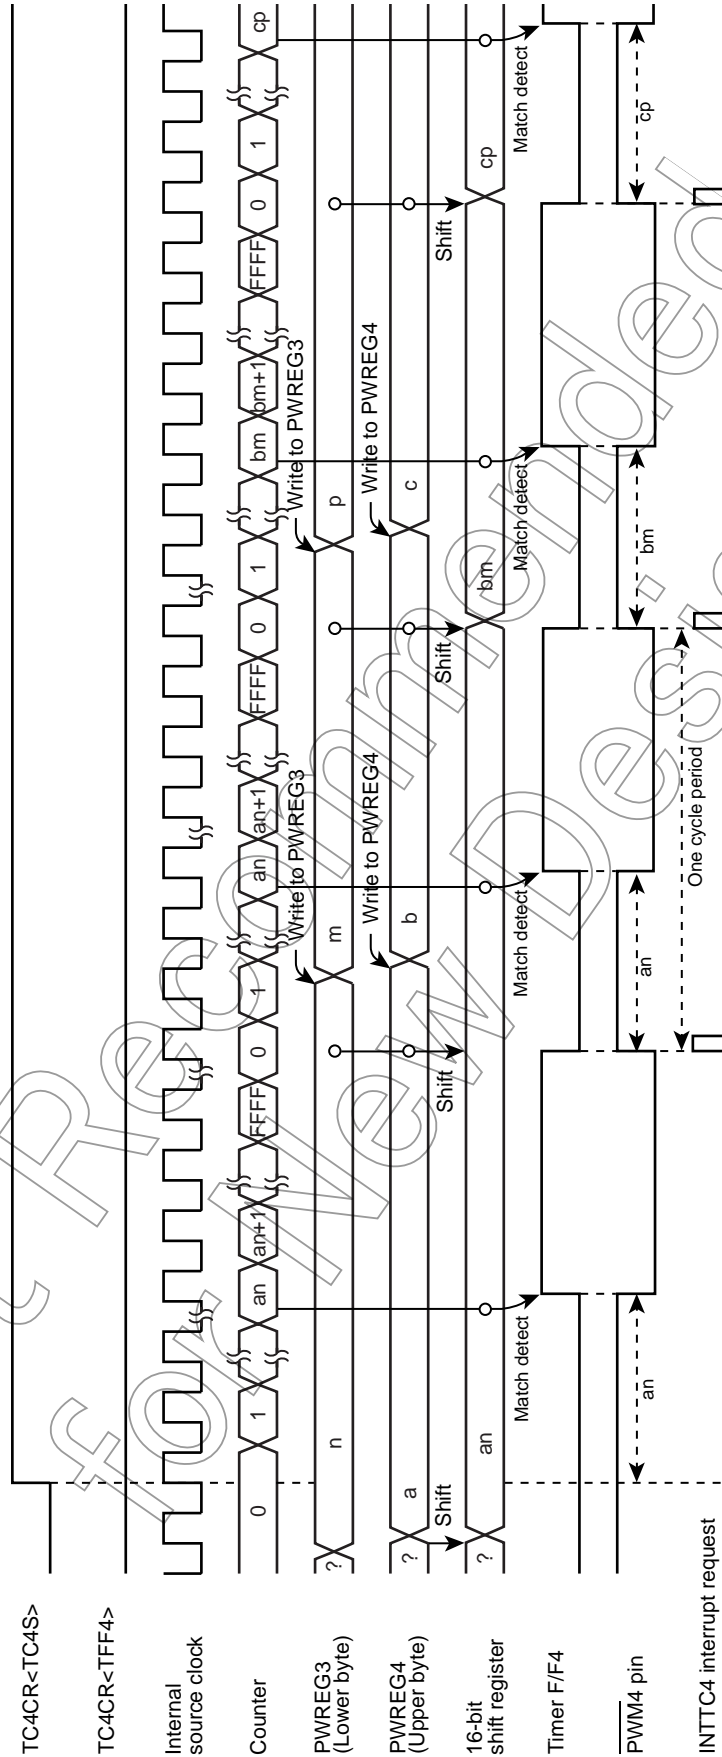 TC4CR<TC4S>
TC4CR<TFF4>
Internal
source clock
Counter
0 1 an an+1 FFFF 0 1 an an+1 FFFF 0 1 bm bm+1 FFFF 0 1 cp
Write to PWREG3 Write to PWREG3
PWREG3
(Lower byte)
? n m p
Write to PWREG4 Write to PWREG4
PWREG4
(Upper byte)
? a b c
Shift Shift Shift Shift
16-bit
shift register
? an bm cp
Match detect Match detect Match detect Match detect
Timer F/F4
PWM4 pin
an an bm cp
One cycle period
INTTC4 interrupt request
t Recommended
for New Desi